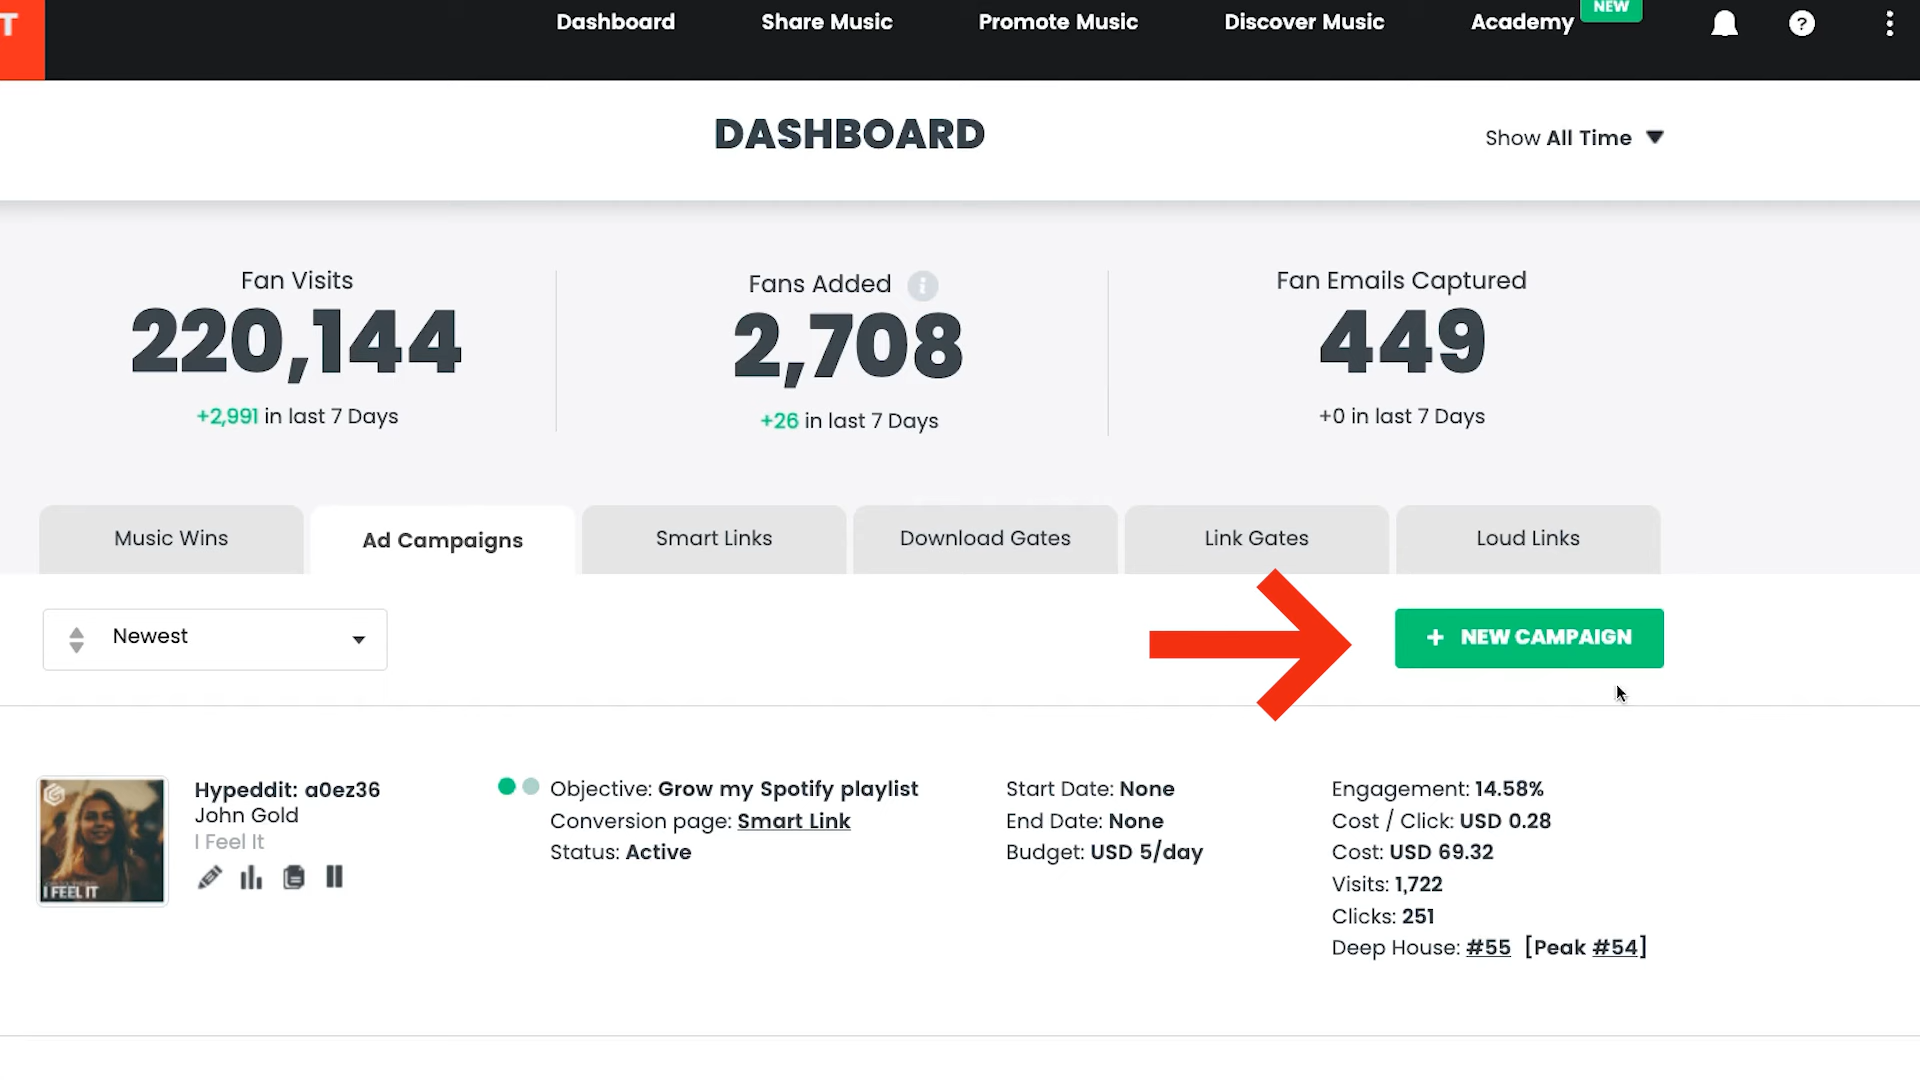 T
Dashboard Share Music Promote Music Discover Music Academy NEW
DASHBOARD
Show All Time
Fan Visits
220,144
+2,991 in last 7 Days
Fans Added
2,708
+26 in last 7 Days
Fan Emails Captured
449
+0 in last 7 Days
Music Wins
Ad Campaigns
Smart Links
Download Gates
Link Gates
Loud Links
Newest
+ NEW CAMPAIGN
I FEEL IT
Hypeddit: a0ez36
John Gold
I Feel It
Objective: Grow my Spotify playlist
Conversion page: Smart Link
Status: Active
Start Date: None
End Date: None
Budget: USD 5/day
Engagement: 14.58%
Cost / Click: USD 0.28
Cost: USD 69.32
Visits: 1,722
Clicks: 251
Deep House: #55 [Peak #54]